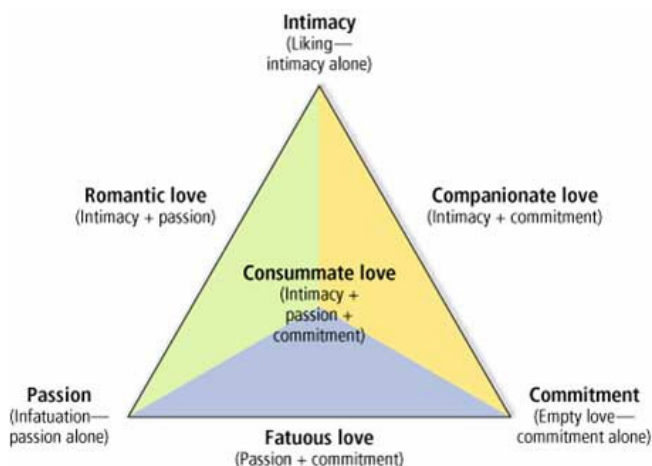 Intimacy
(Liking—
intimacy alone)
Romantic love
(Intimacy + passion)
Companionate love
(Intimacy + commitment)
Consummate love
(Intimacy +
passion +
commitment)
Passion
(Infatuation—
passion alone)
Commitment
(Empty love—
commitment alone)
Fatuous love
(Passion + commitment)